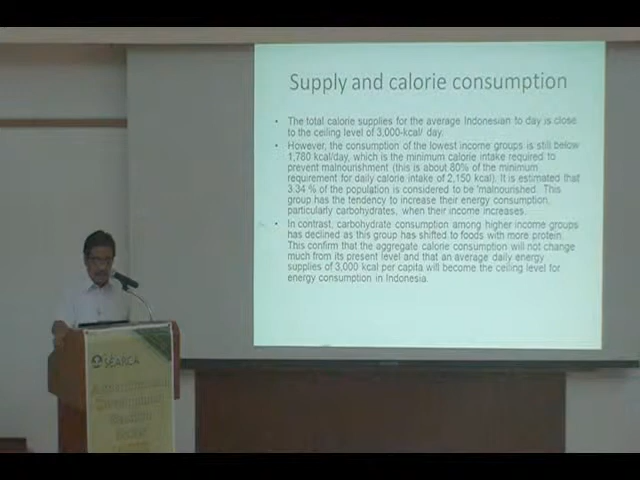 Supply and calorie consumption
• The total calorie supplies for the average Indonesian to day is close
to the ceiling level of 3,000-kcal/ day.
• However, the consumption of the lowest income groups is still below
1,780 kcal/day, which is the minimum calorie intake required to
prevent malnourishment (this is about 80% of the minimum
requirement for daily calorie intake of 2,150 kcal). It is estimated that
3.34 % of the population is considered to be 'malnourished. This
group has the tendency to increase their energy consumption,
particularly carbohydrates, when their income increases.
• In contrast, carbohydrate consumption among higher income groups
has declined as this group has shifted to foods with more protein.
This confirm that the aggregate calorie consumption will not change
much from its present level and that an average daily energy
supplies of 3,000 kcal per capita will become the ceiling level for
energy consumption in Indonesia.
SEARCA